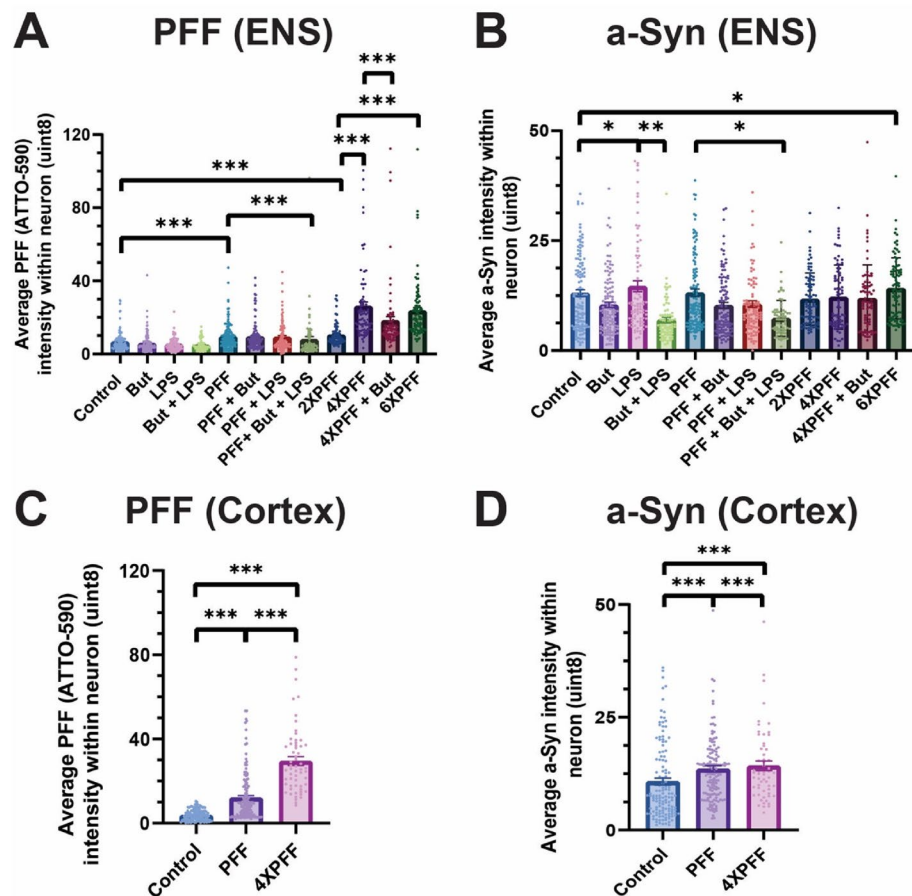 A PFF (ENS)
***
***
***
***
***
***
Average PFF (ATTO-590)
intensity within neuron (uint8)
120
80
40
0
Control
But
LPS
But + LPS
PFF
PFF + But
PFF + LPS
PFF+ But + LPS
2XPFF
4XPFF
4XPFF + But
6XPFF
B a-Syn (ENS)
*
* ** *
Average a-Syn intensity within
neuron (uint8)
50
25
0
Control
But
LPS
But + LPS
PFF
PFF + But
PFF + LPS
PFF + But + LPS
2XPFF
4XPFF
4XPFF + But
6XPFF
C PFF (Cortex)
***
*** ***
Average PFF (ATTO-590)
intensity within neuron (uint8)
120
80
40
0
Control
PFF
4XPFF
D a-Syn (Cortex)
***
*** ***
Average a-Syn intensity within
neuron (uint8)
50
25
0
Control
PFF
4XPFF